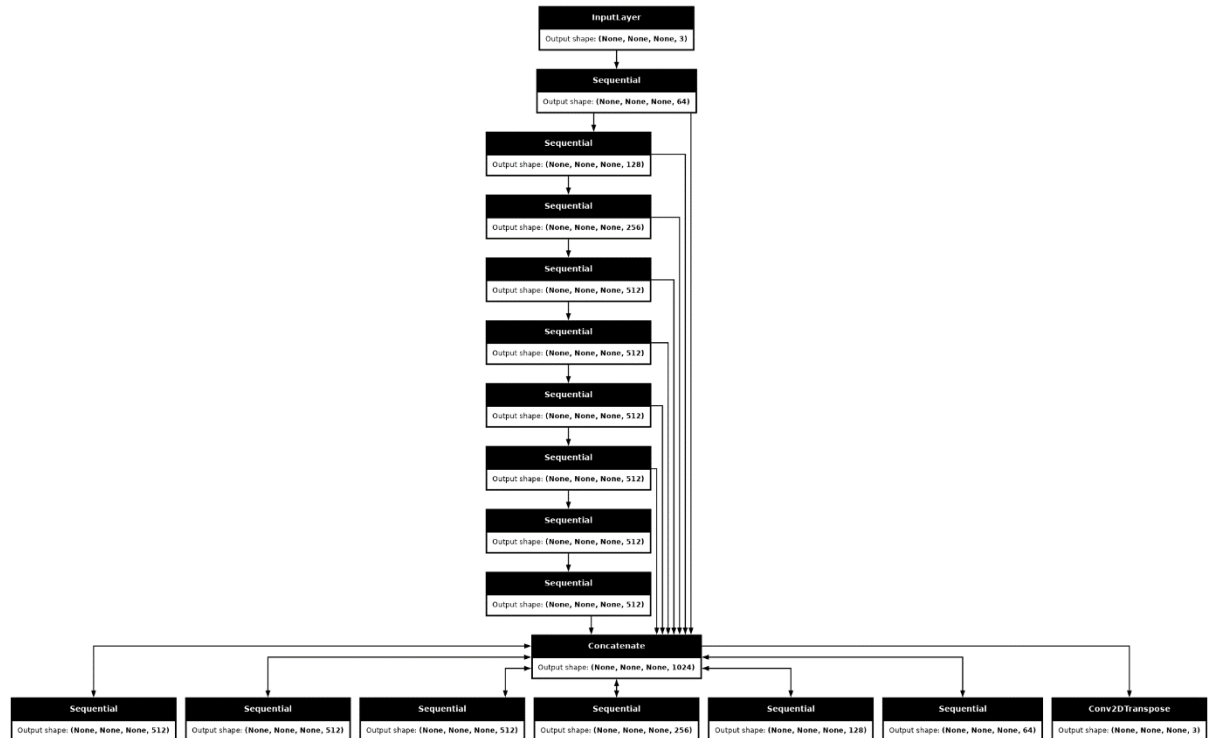 InputLayer
Output shape: (None, None, None, 3)
Sequential
Output shape: (None, None, None, 64)
Sequential
Output shape: (None, None, None, 128)
Sequential
Output shape: (None, None, None, 256)
Sequential
Output shape: (None, None, None, 512)
Sequential
Output shape: (None, None, None, 512)
Sequential
Output shape: (None, None, None, 512)
Sequential
Output shape: (None, None, None, 512)
Sequential
Output shape: (None, None, None, 512)
Sequential
Output shape: (None, None, None, 512)
Concatenate
Output shape: (None, None, None, 1024)
Sequential
Output shape: (None, None, None, 512)
Sequential
Output shape: (None, None, None, 512)
Sequential
Output shape: (None, None, None, 512)
Sequential
Output shape: (None, None, None, 256)
Sequential
Output shape: (None, None, None, 128)
Sequential
Output shape: (None, None, None, 64)
Conv2DTranspose
Output shape: (None, None, None, 3)